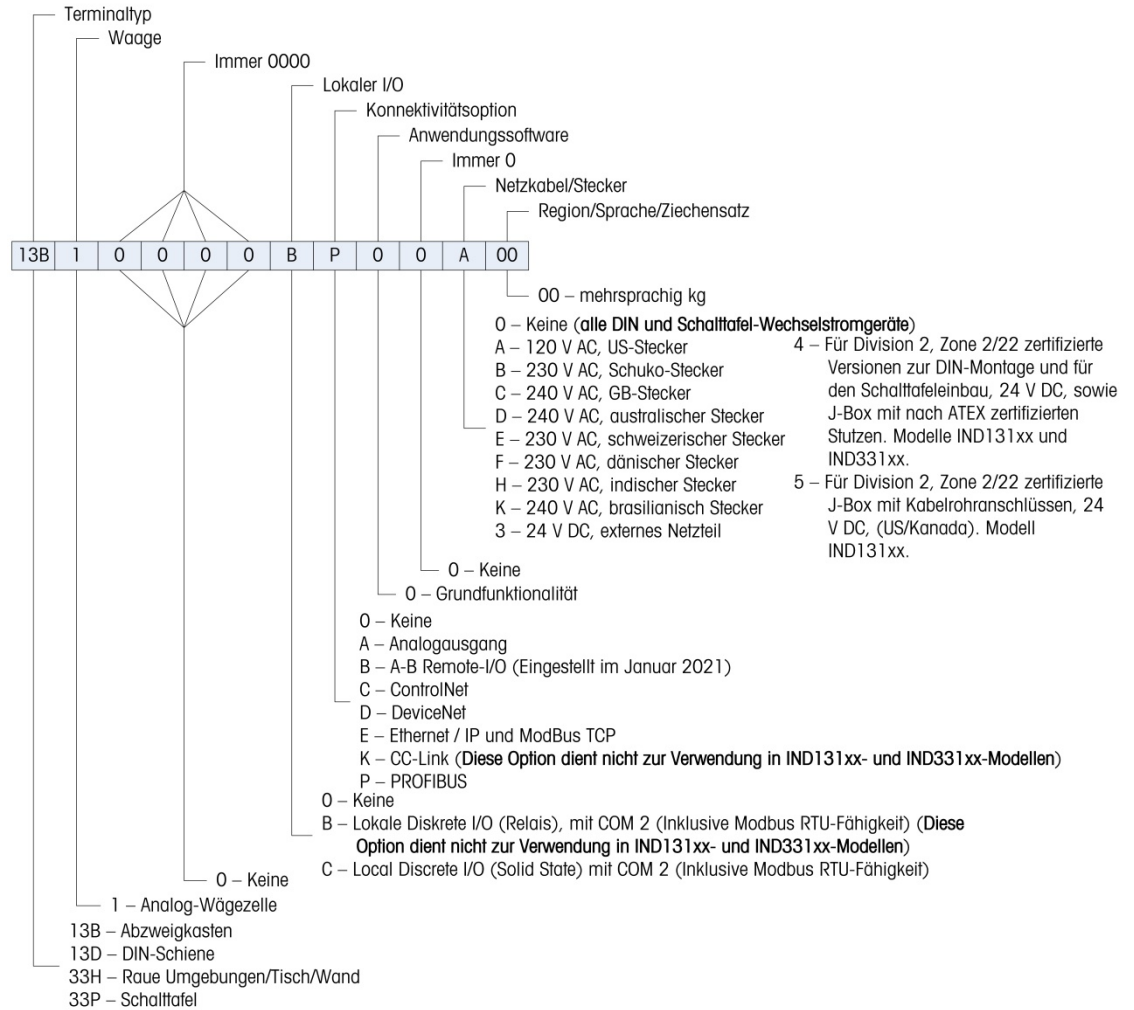 Terminaltyp
Waage
Immer 0000
Lokaler I/O
Konnektivitätsoption
Anwendungssoftware
Immer 0
Netzkabel/Stecker
Region/Sprache/Ziechensatz
13B 1 0 0 0 0 B P 0 0 A 00
00 – mehrsprachig kg
0 – Keine (alle DIN und Schalttafel-Wechselstromgeräte)
A – 120 V AC, US-Stecker
B – 230 V AC, Schuko-Stecker
C – 240 V AC, GB-Stecker
D – 240 V AC, australischer Stecker
E – 230 V AC, schweizerischer Stecker
F – 230 V AC, dänischer Stecker
H – 230 V AC, indischer Stecker
K – 240 V AC, brasilianisch Stecker
3 – 24 V DC, externes Netzteil
4 – Für Division 2, Zone 2/22 zertifizierte
Versionen zur DIN-Montage und für
den Schalttafeleinbau, 24 V DC, sowie
J-Box mit nach ATEX zertifizierten
Stutzen. Modelle IND131xx und
IND331xx.
5 – Für Division 2, Zone 2/22 zertifizierte
J-Box mit Kabelrohranschlüssen, 24
V DC, (US/Kanada). Modell
IND131xx.
0 – Keine
0 – Grundfunktionalität
0 – Keine
A – Analogausgang
B – A-B Remote-I/O (Eingestellt im Januar 2021)
C – ControlNet
D – DeviceNet
E – Ethernet / IP und ModBus TCP
K – CC-Link (Diese Option dient nicht zur Verwendung in IND131xx- und IND331xx-Modellen)
P – PROFIBUS
0 – Keine
B – Lokale Diskrete I/O (Relais), mit COM 2 (Inklusive Modbus RTU-Fähigkeit) (Diese
Option dient nicht zur Verwendung in IND131xx- und IND331xx-Modellen)
C – Local Discrete I/O (Solid State) mit COM 2 (Inklusive Modbus RTU-Fähigkeit)
0 – Keine
1 – Analog-Wägezelle
13B – Abzweigkasten
13D – DIN-Schiene
33H – Raue Umgebungen/Tisch/Wand
33P – Schalttafel